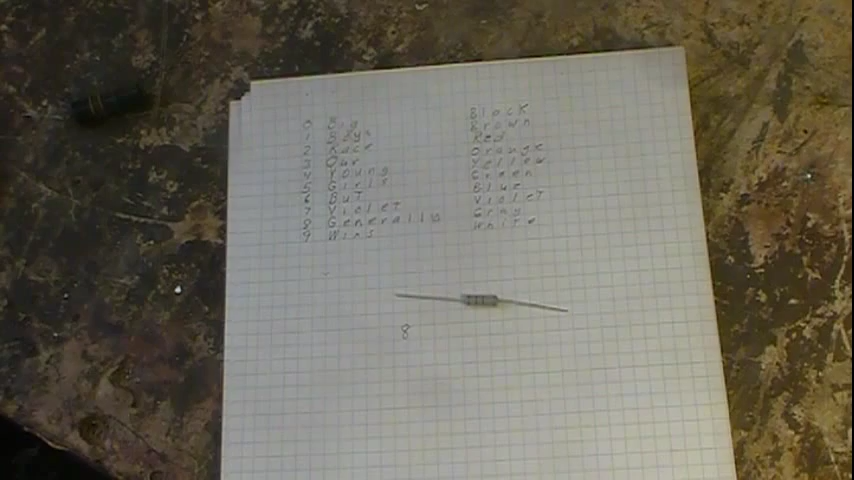 0 Big Black
1 Boys Brown
2 Race Red
3 Our Orange
4 Young Yellow
5 Girls Green
6 But Blue
7 Violet Violet
8 Generally Gray
9 Wins White
8